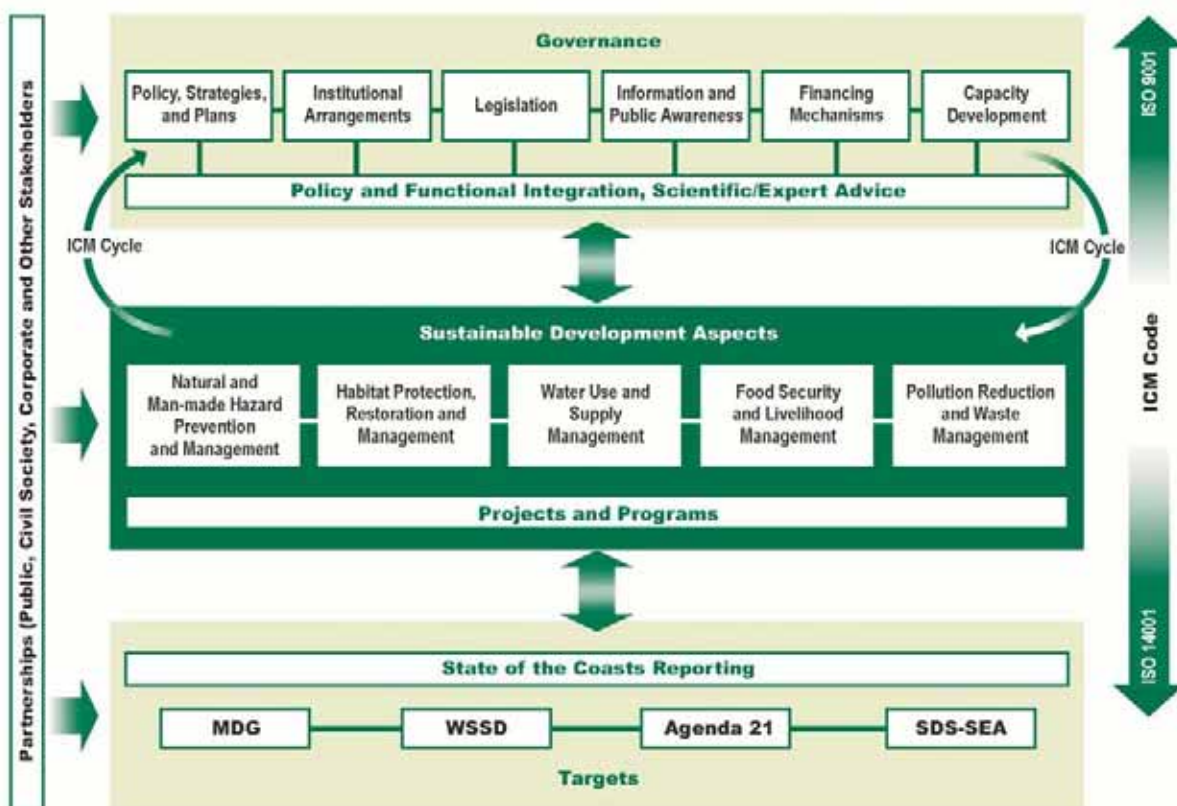 Partnerships (Public, Civil Society, Corporate and Other Stakeholders
Governance
Policy, Strategies,
and Plans
Institutional
Arrangements
Legislation
Information and
Public Awareness
Financing
Mechanisms
Capacity
Development
Policy and Functional Integration, Scientific/Expert Advice
ICM Cycle
ICM Cycle
Sustainable Development Aspects
Natural and
Man-made Hazard
Prevention
and Management
Habitat Protection,
Restoration and
Management
Water Use and
Supply
Management
Food Security
and Livelihood
Management
Pollution Reduction
and Waste
Management
Projects and Programs
State of the Coasts Reporting
MDG
WSSD
Agenda 21
SDS-SEA
Targets
ISO 9001
ICM Code
ISO 14001